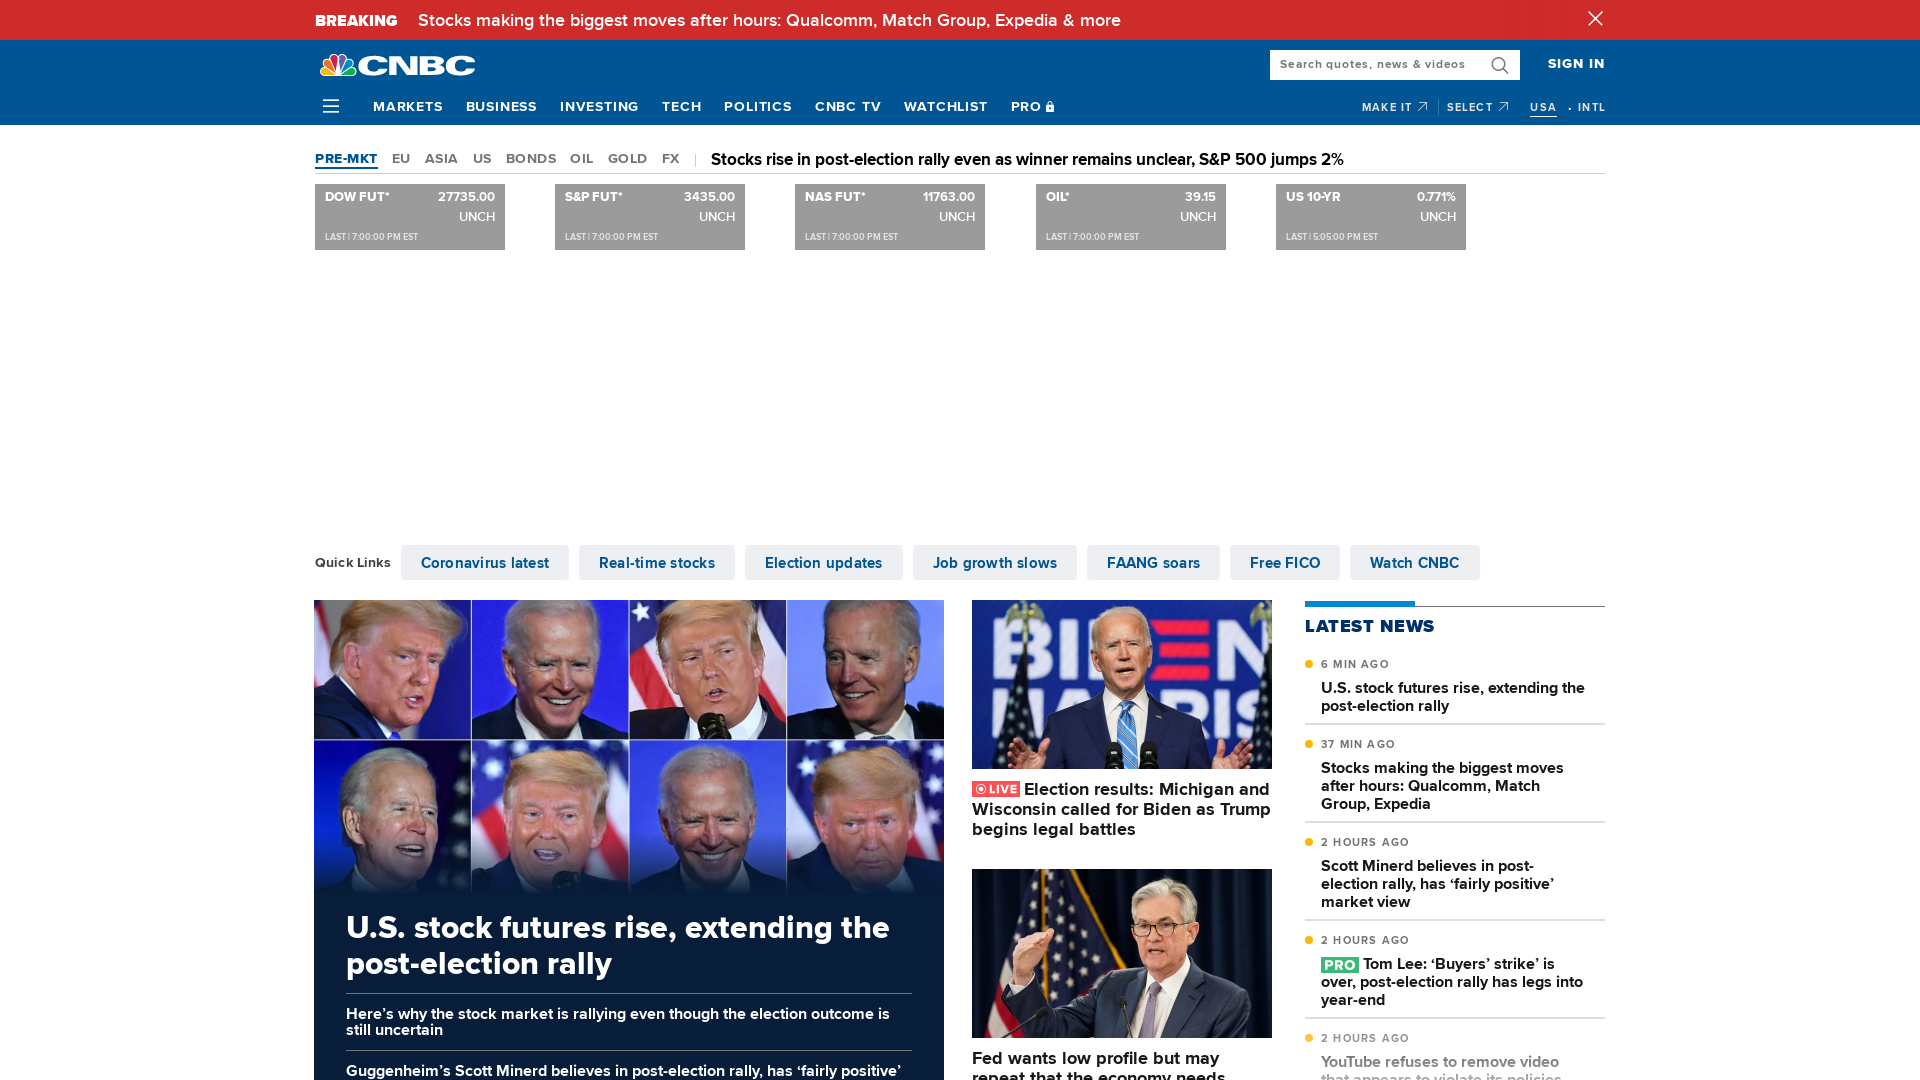 BREAKING Stocks making the biggest moves after hours: Qualcomm, Match Group, Expedia & more
CNBC
Search quotes, news & videos
SIGN IN
MARKETS BUSINESS INVESTING TECH POLITICS CNBC TV WATCHLIST PRO
MAKE IT SELECT USA • INTL
PRE-MKT EU ASIA US BONDS OIL GOLD FX
Stocks rise in post-election rally even as winner remains unclear, S&P 500 jumps 2%
DOW FUT* 27735.00
UNCH
LAST | 7:00:00 PM EST
S&P FUT* 3435.00
UNCH
LAST | 7:00:00 PM EST
NAS FUT* 11763.00
UNCH
LAST | 7:00:00 PM EST
OIL* 39.15
UNCH
LAST | 7:00:00 PM EST
US 10-YR 0.771%
UNCH
LAST | 5:05:00 PM EST
Quick Links Coronavirus latest Real-time stocks Election updates Job growth slows FAANG soars Free FICO Watch CNBC
U.S. stock futures rise, extending the
post-election rally
Here’s why the stock market is rallying even though the election outcome is
still uncertain
Guggenheim’s Scott Minerd believes in post-election rally, has ‘fairly positive’
BIDEN
HARRIS
LIVE Election results: Michigan and
Wisconsin called for Biden as Trump
begins legal battles
Fed wants low profile but may
repeat that the economy needs
LATEST NEWS
6 MIN AGO
U.S. stock futures rise, extending the
post-election rally
37 MIN AGO
Stocks making the biggest moves
after hours: Qualcomm, Match
Group, Expedia
2 HOURS AGO
Scott Minerd believes in post-
election rally, has ‘fairly positive’
market view
2 HOURS AGO
PRO Tom Lee: ‘Buyers’ strike’ is
over, post-election rally has legs into
year-end
2 HOURS AGO
YouTube refuses to remove video
that appears to violate its policies